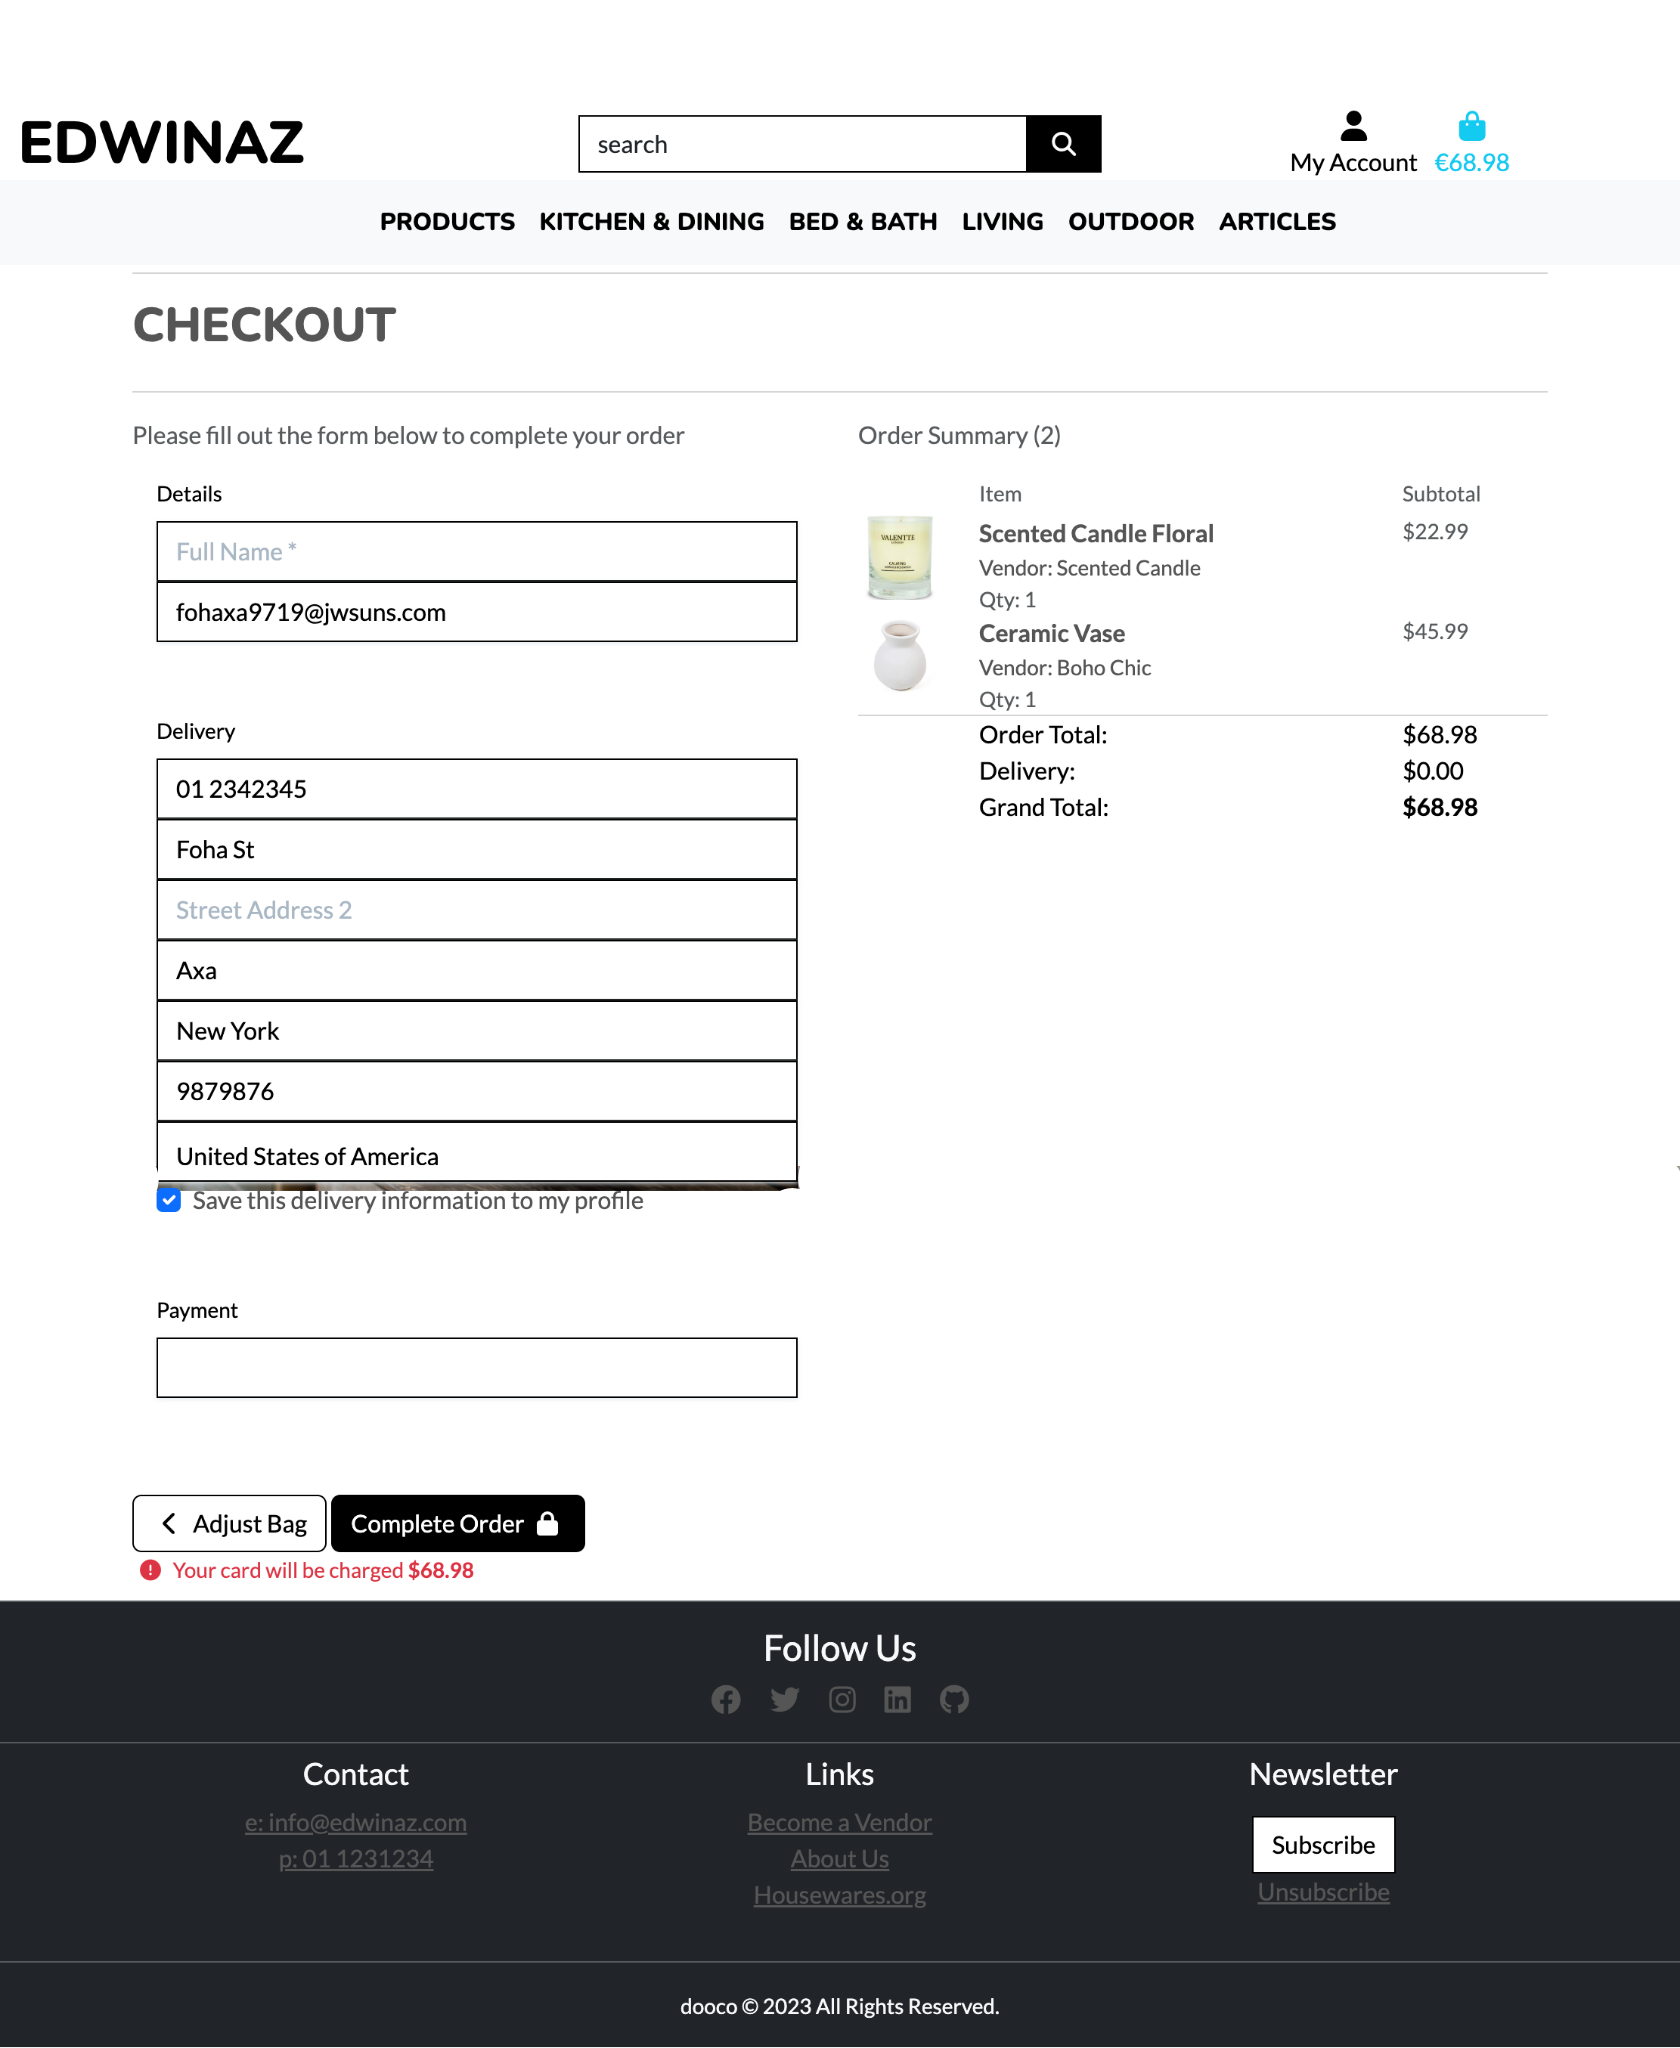 EDWINAZ
search
My Account
€68.98
PRODUCTS KITCHEN & DINING BED & BATH LIVING OUTDOOR ARTICLES
CHECKOUT
Please fill out the form below to complete your order
Details
Full Name *
fohaxa9719@jwsuns.com
Delivery
01 2342345
Foha St
Street Address 2
Axa
New York
9879876
United States of America
Save this delivery information to my profile
Payment
Adjust Bag
Complete Order
Your card will be charged $68.98
Order Summary (2)
Item Subtotal
VALENTTE
Scented Candle Floral $22.99
Vendor: Scented Candle
Qty: 1
Ceramic Vase $45.99
Vendor: Boho Chic
Qty: 1
Order Total: $68.98
Delivery: $0.00
Grand Total: $68.98
Follow Us
Contact
e: info@edwinaz.com
p: 01 1231234
Links
Become a Vendor
About Us
Housewares.org
Newsletter
Subscribe
Unsubscribe
dooco © 2023 All Rights Reserved.